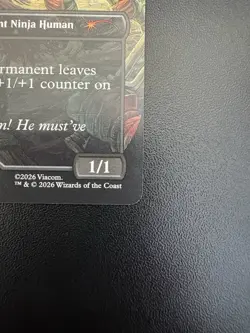 nt Ninja Human
rmanent leaves
+1/+1 counter on
m! He must've
1/1
©2026 Viacom.
™ & © 2026 Wizards of the Coast